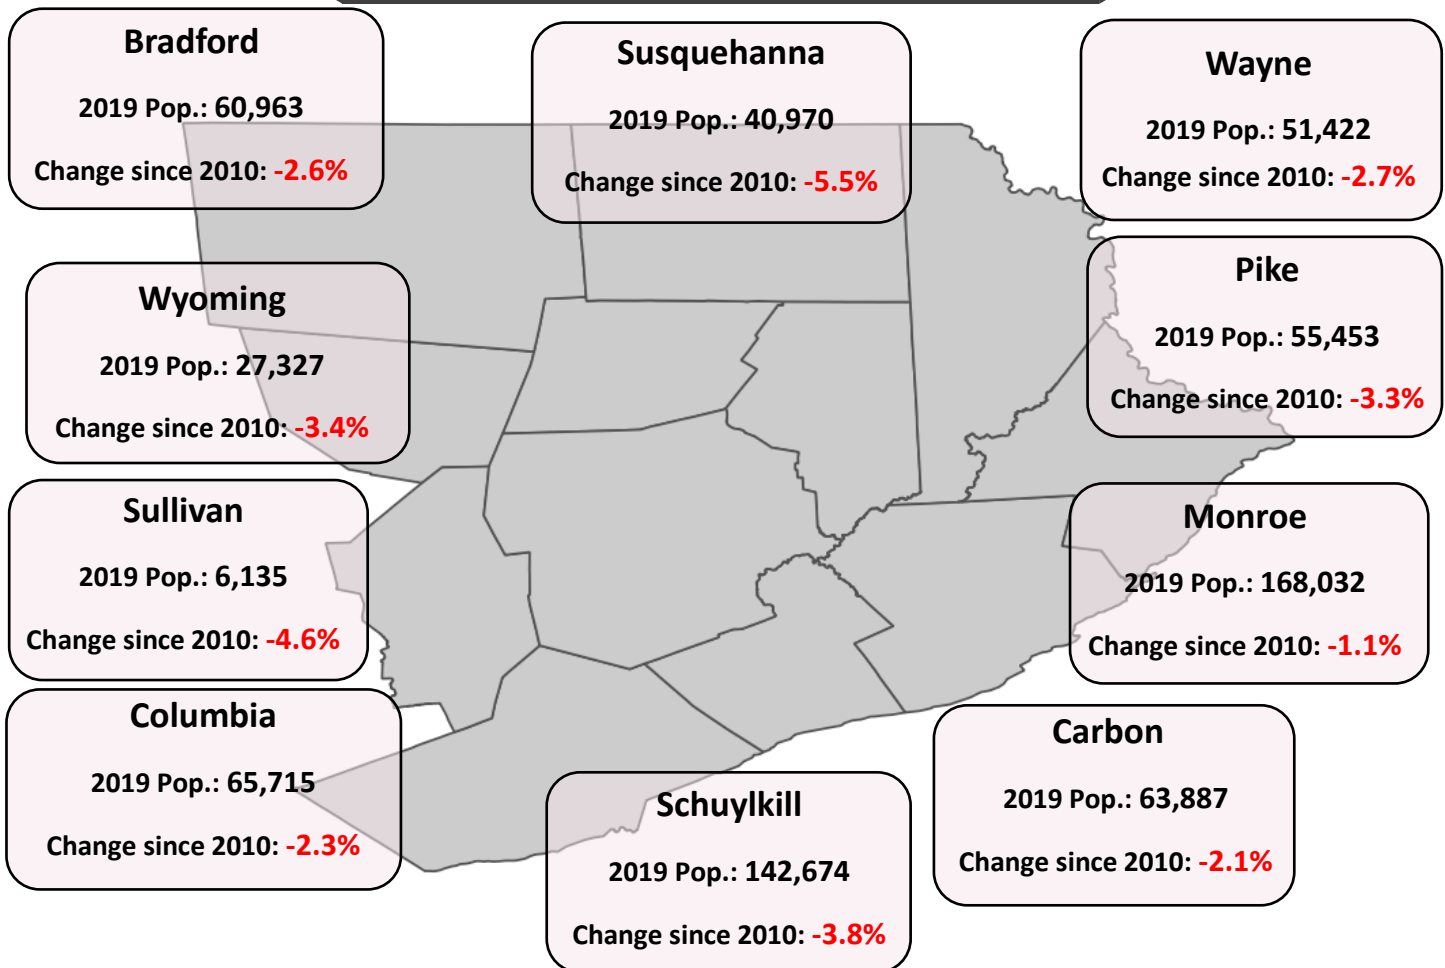 Bradford
2019 Pop.: 60,963
Change since 2010: -2.6%
Susquehanna
2019 Pop.: 40,970
Change since 2010: -5.5%
Wayne
2019 Pop.: 51,422
Change since 2010: -2.7%
Wyoming
2019 Pop.: 27,327
Change since 2010: -3.4%
Pike
2019 Pop.: 55,453
Change since 2010: -3.3%
Sullivan
2019 Pop.: 6,135
Change since 2010: -4.6%
Monroe
2019 Pop.: 168,032
Change since 2010: -1.1%
Columbia
2019 Pop.: 65,715
Change since 2010: -2.3%
Schuylkill
2019 Pop.: 142,674
Change since 2010: -3.8%
Carbon
2019 Pop.: 63,887
Change since 2010: -2.1%